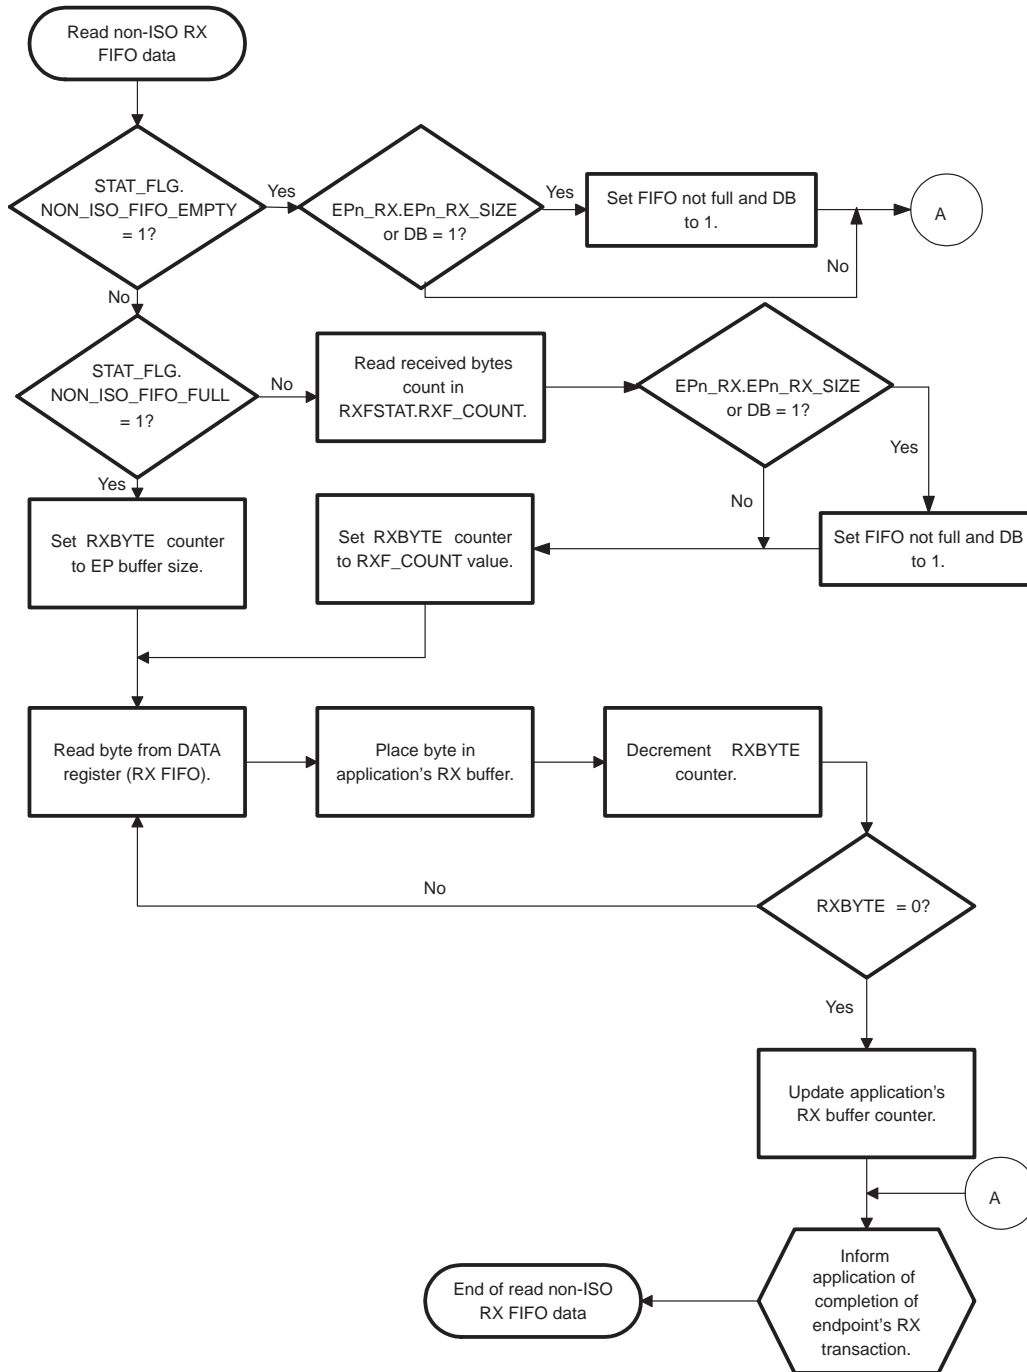 Read non-ISO RX
FIFO data
STAT_FLG.
NON_ISO_FIFO_EMPTY
= 1?
Yes
EPn_RX.EPn_RX_SIZE
or DB = 1?
Yes
Set FIFO not full and DB
to 1.
A
No
No
STAT_FLG.
NON_ISO_FIFO_FULL
= 1?
No
Read received bytes
count in
RXFSTAT.RXF_COUNT.
EPn_RX.EPn_RX_SIZE
or DB = 1?
Yes
No
Yes
Set RXBYTE counter
to EP buffer size.
Set RXBYTE counter
to RXF_COUNT value.
Set FIFO not full and DB
to 1.
Read byte from DATA
register (RX FIFO).
Place byte in
application's RX buffer.
Decrement RXBYTE
counter.
No
RXBYTE = 0?
Yes
Update application's
RX buffer counter.
A
Inform
application of
completion of
endpoint's RX
transaction.
End of read non-ISO
RX FIFO data